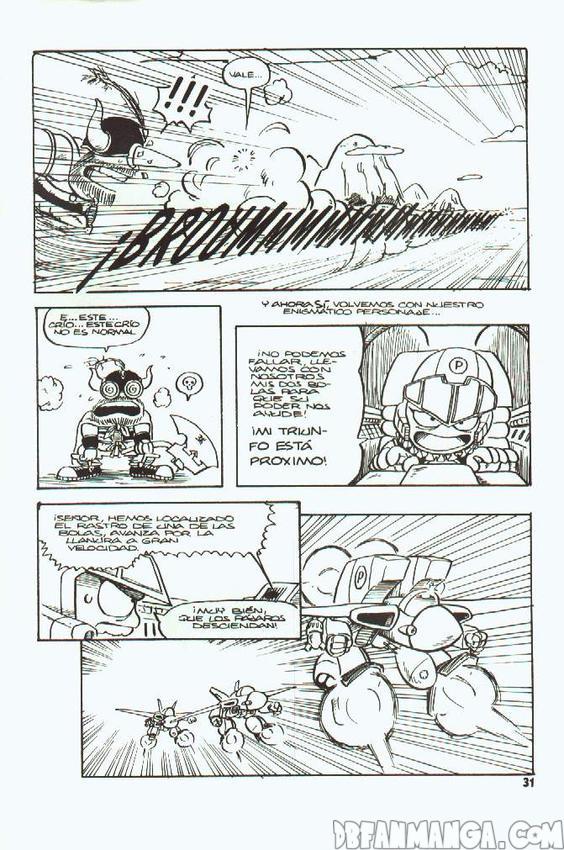 !!!
VALE...
¡BROUMMMMMMMMMMM
Y AHORA SÍ, VOLVEMOS CON NUESTRO
ENIGMÁTICO PERSONAJE...
E... ESTE...
CRÍO... ESTE CRÍO
NO ES NORMAL
¡NO PODEMOS
FALLAR, LLE-
VAMOS CON
NOSOTROS
MIS DOS BO-
LAS PARA
QUE SU
PODER NOS
AYUDE!
¡MI TRIUN-
FO ESTÁ
PROXIMO!
P
¡SEÑOR, HEMOS LOCALIZADO
EL RASTRO DE UNA DE LAS
BOLAS, AVANZA POR LA
LLANURA A GRAN
VELOCIDAD.
¡MUY BIÉN,
QUE LOS PÁJAROS
DESCIENDAN!
P
31
DBFANMANGA.COM